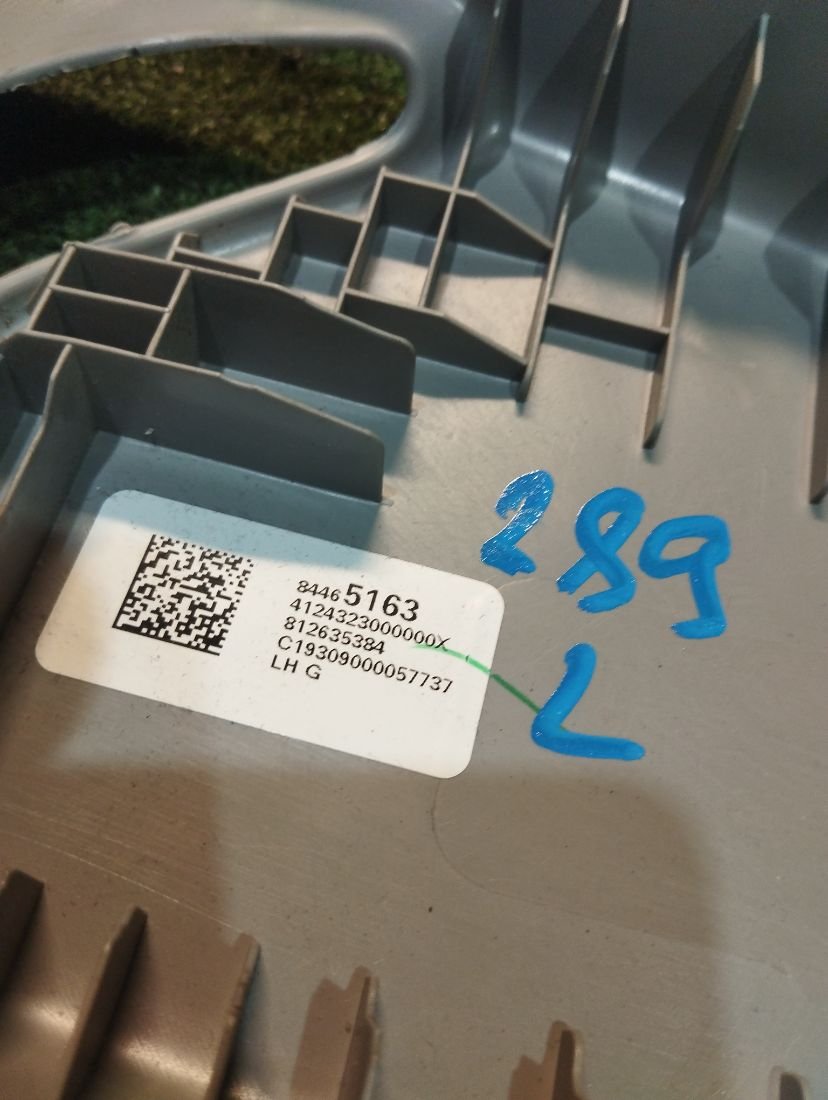 289
L
84465163
4124323000000X
812635384
C19309000057737
LH G